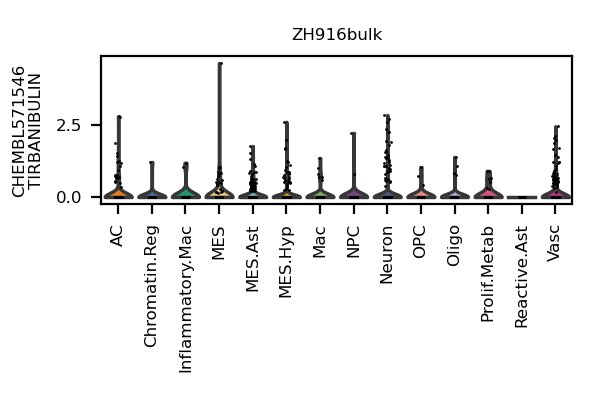 ZH916bulk
CHEMBL571546
TIRBANIBULIN
2.5
0.0
AC
Chromatin.Reg
Inflammatory.Mac
MES
MES.Ast
MES.Hyp
Mac
NPC
Neuron
OPC
Oligo
Prolif.Metab
Reactive.Ast
Vasc